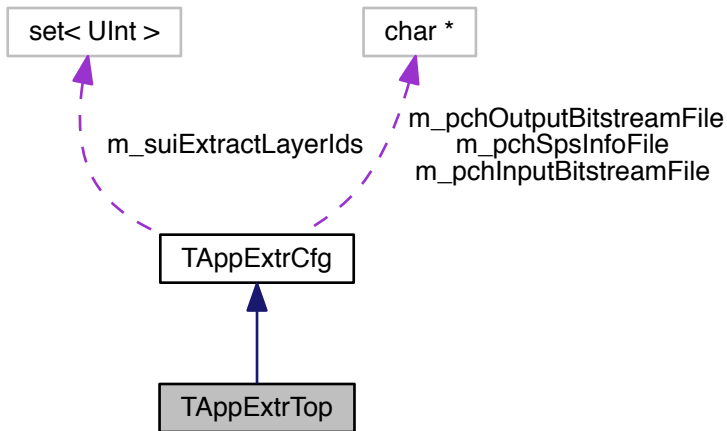 set< UInt >
char *
m_suiExtractLayerIds
m_pchOutputBitstreamFile
m_pchSpsInfoFile
m_pchInputBitstreamFile
TAppExtrCfg
TAppExtrTop